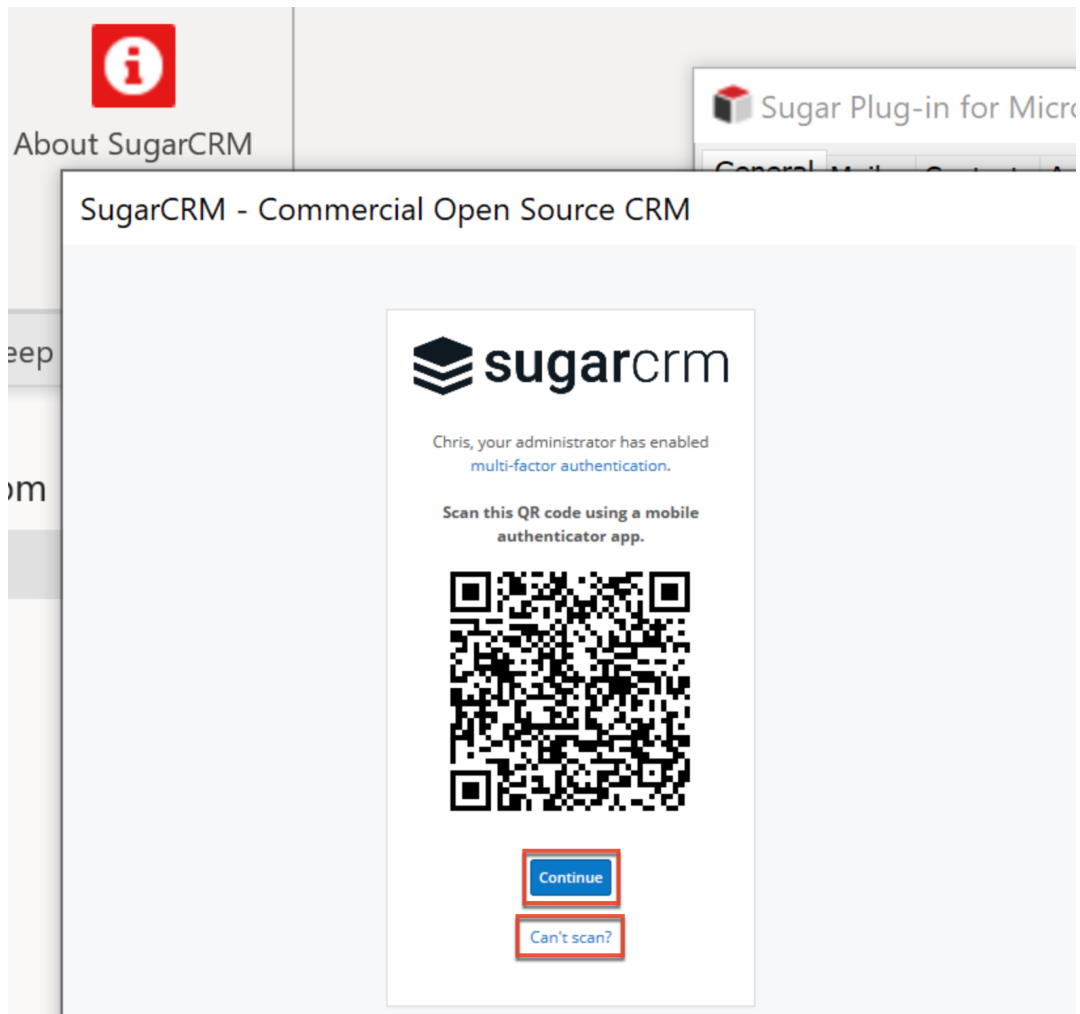 About SugarCRM
Sugar Plug-in for Micro
General
eep
om
SugarCRM - Commercial Open Source CRM
sugarcrm
Chris, your administrator has enabled
multi-factor authentication.
Scan this QR code using a mobile
authenticator app.
Continue
Can't scan?